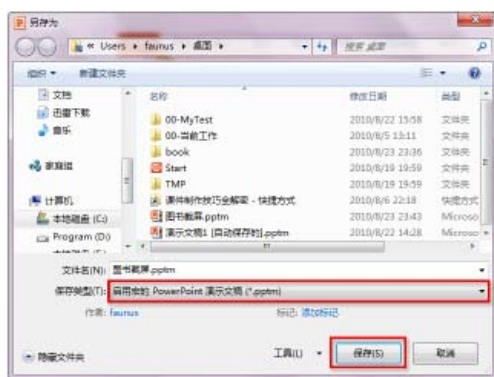 另存为
« Users ▸ faunus ▸ 桌面 ▸ 搜索 桌面
组织 新建文件夹
文档 名称 修改日期 类型
迅雷下载 00-MyTest 2010/8/22 15:58 文件夹
音乐 00-当前工作 2010/8/5 13:11 文件夹
book 2010/8/23 23:36 文件夹
家庭组 Start 2010/8/19 19:59 文件夹
TMP 2010/8/19 19:59 文件夹
计算机 课件制作技巧全解密 - 快捷方式 2010/8/6 22:18 快捷方式
本地磁盘 (C:) 图书截屏.pptm 2010/8/23 23:43 Microso
Program (D:) 演示文稿1 [自动保存的].pptm 2010/8/22 14:28 Microso
文件名(N): 图书截屏.pptm
保存类型(T): 启用宏的 PowerPoint 演示文稿 (*.pptm)
作者: faunus 标记: 添加标记
隐藏文件夹 工具(L) 保存(S) 取消